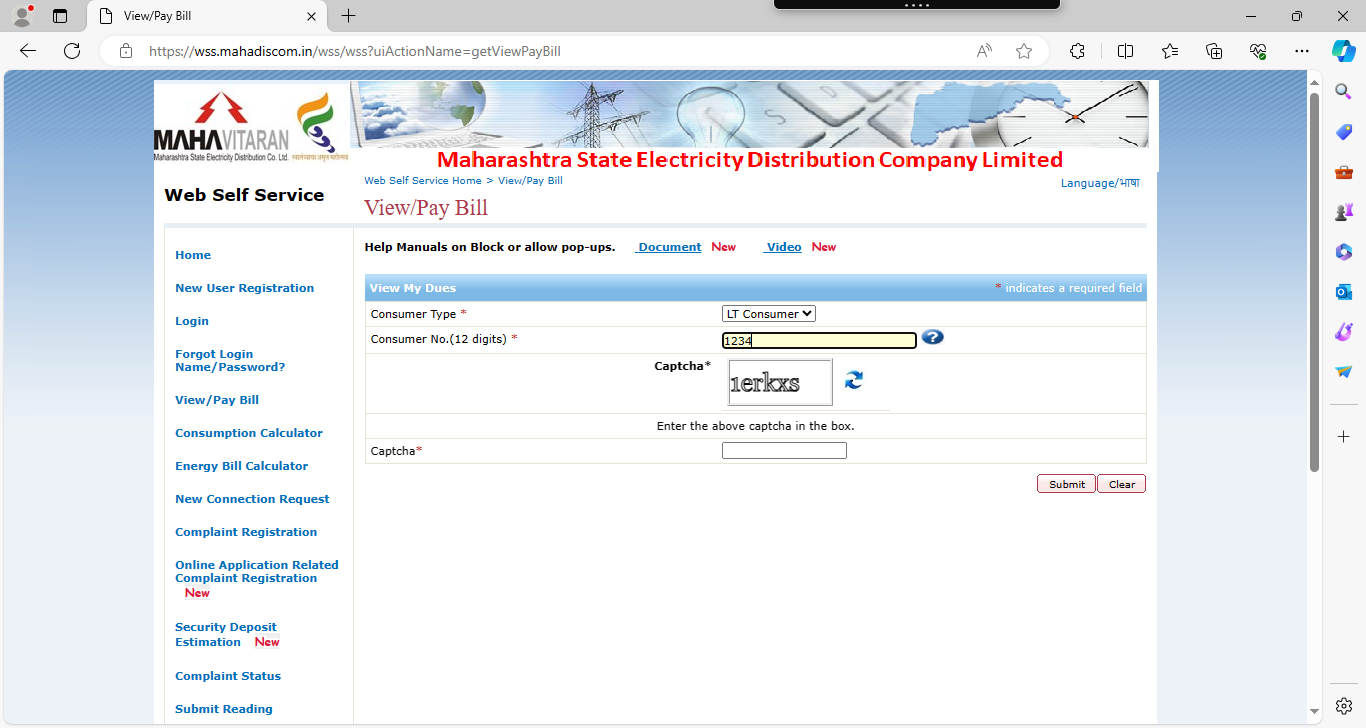 View/Pay Bill
https://wss.mahadiscom.in/wss/wss?uiActionName=getViewPayBill
MAHAVITARAN
Maharashtra State Electricity Distribution Co. Ltd.
Maharashtra State Electricity Distribution Company Limited
Web Self Service
Web Self Service Home > View/Pay Bill
Language/भाषा
View/Pay Bill
Home
New User Registration
Login
Forgot Login
Name/Password?
View/Pay Bill
Consumption Calculator
Energy Bill Calculator
New Connection Request
Complaint Registration
Online Application Related
Complaint Registration
New
Security Deposit
Estimation New
Complaint Status
Submit Reading
Help Manuals on Block or allow pop-ups. Document New Video New
View My Dues * indicates a required field
Consumer Type * LT Consumer
Consumer No.(12 digits) * 1234
Captcha* 1erkxs
Enter the above captcha in the box.
Captcha*
Submit Clear